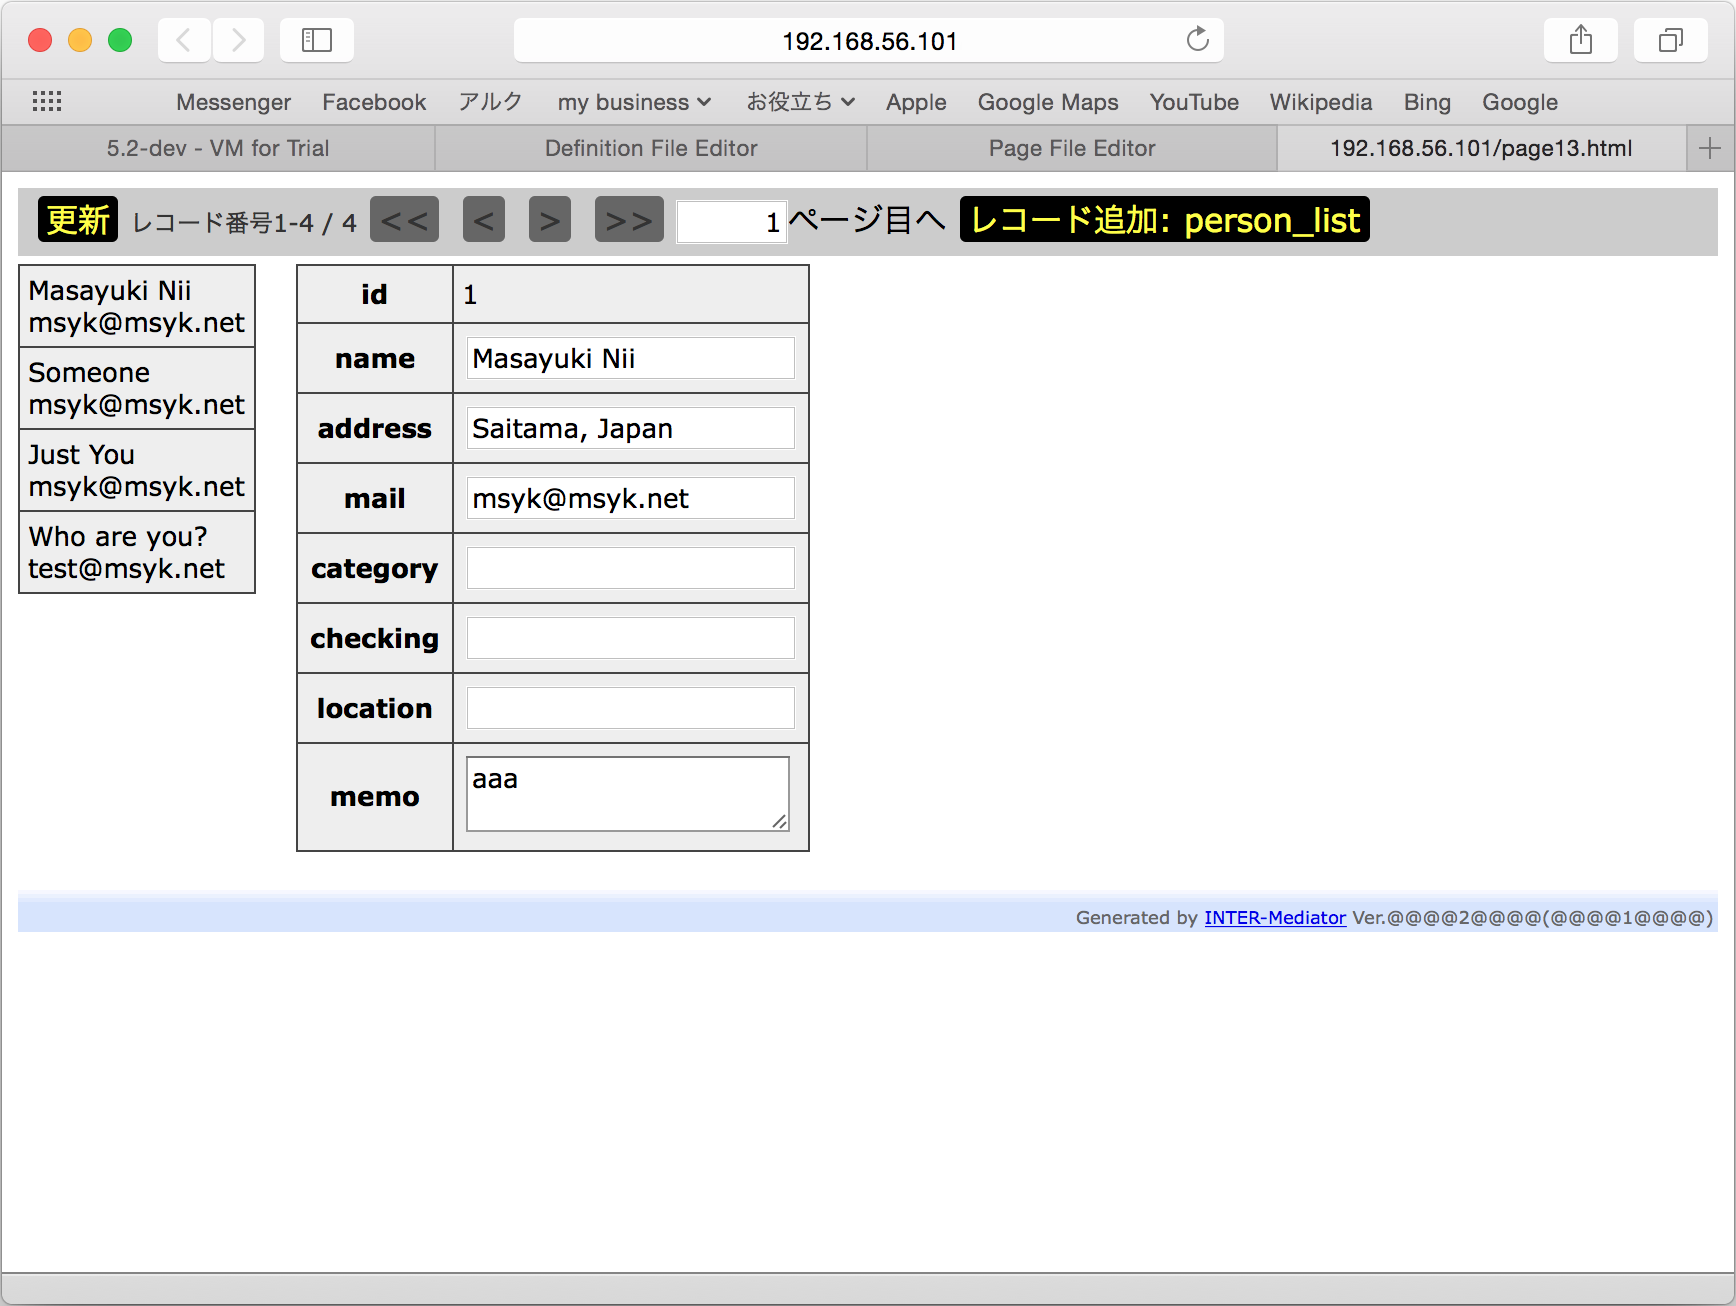 192.168.56.101
Messenger Facebook アルク my business お役立ち Apple Google Maps YouTube Wikipedia Bing Google
5.2-dev - VM for Trial Definition File Editor Page File Editor 192.168.56.101/page13.html
更新 レコード番号1-4 / 4 << < > >> 1 ページ目へ レコード追加: person_list
Masayuki Nii
msyk@msyk.net
Someone
msyk@msyk.net
Just You
msyk@msyk.net
Who are you?
test@msyk.net
id 1
name Masayuki Nii
address Saitama, Japan
mail msyk@msyk.net
category
checking
location
memo aaa
Generated by INTER-Mediator Ver.@@@@2@@@@(@@@@1@@@@)